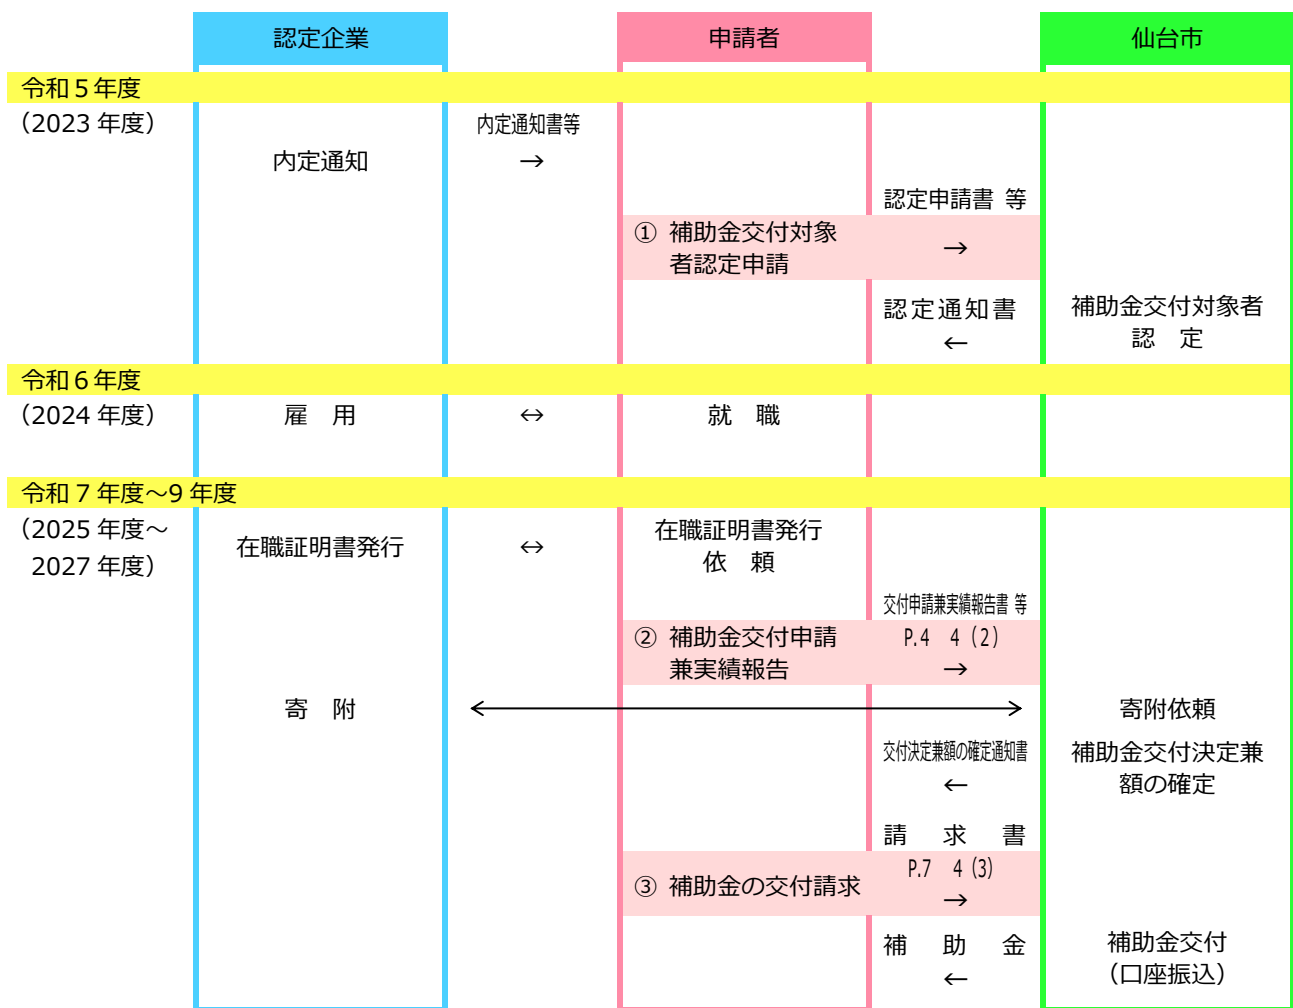 認定企業
申請者
仙台市
令和５年度
（2023 年度）
内定通知書等
内定通知
→
認定申請書 等
① 補助金交付対象
者認定申請
→
認定通知書
←
補助金交付対象者
認　定
令和６年度
（2024 年度）
雇　用
↔
就　職
令和７年度～9 年度
（2025 年度～
2027 年度）
在職証明書発行
↔
在職証明書発行
依　頼
交付申請兼実績報告書 等
② 補助金交付申請
兼実績報告
P.4　4（2）
→
寄　附
寄附依頼
交付決定兼額の確定通知書
←
補助金交付決定兼
額の確定
請　求　書
③ 補助金の交付請求
P.7　4（3）
→
補　助　金
←
補助金交付
（口座振込）